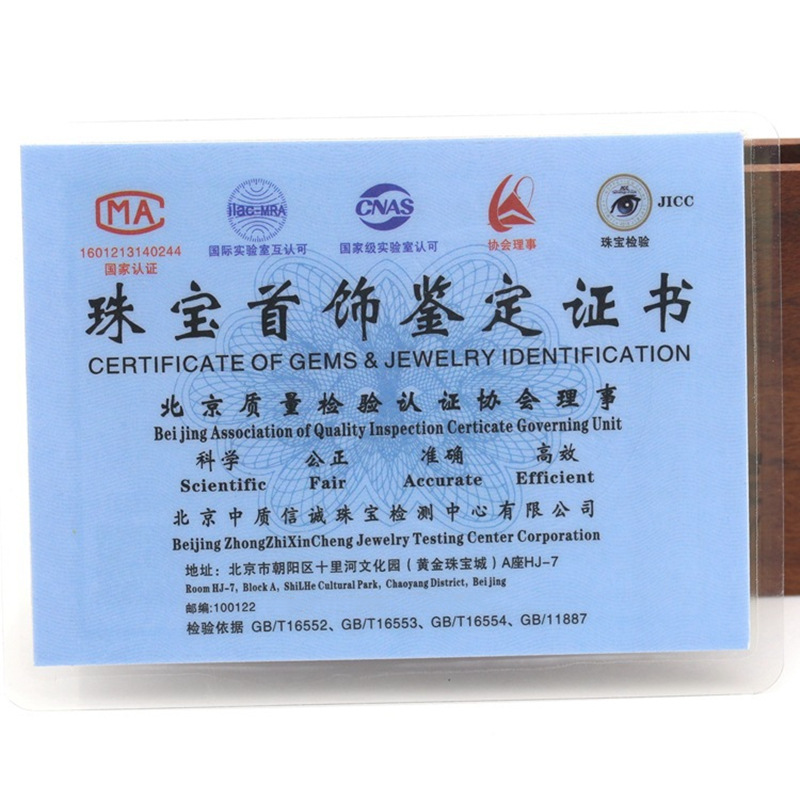 CMA
ilac-MRA
CNAS
JICC
1601213140244
国家认证
国际实验室互认可
国家级实验室认可
协会理事
珠宝检验
珠宝首饰鉴定证书
CERTIFICATE OF GEMS & JEWELRY IDENTIFICATION
北京质量检验认证协会理事
Beijing Association of Quality Inspection Certicate Governing Unit
科学 公正 准确 高效
Scientific Fair Accurate Efficient
北京中质信诚珠宝检测中心有限公司
Beijing ZhongZhiXinCheng Jewelry Testing Center Corporation
地址：北京市朝阳区十里河文化园（黄金珠宝城）A座HJ-7
Room HJ-7, Block A, ShiLHe Cultural Park, Chaoyang District, Beijing
邮编:100122
检验依据 GB/T16552、GB/T16553、GB/T16554、GB/11887